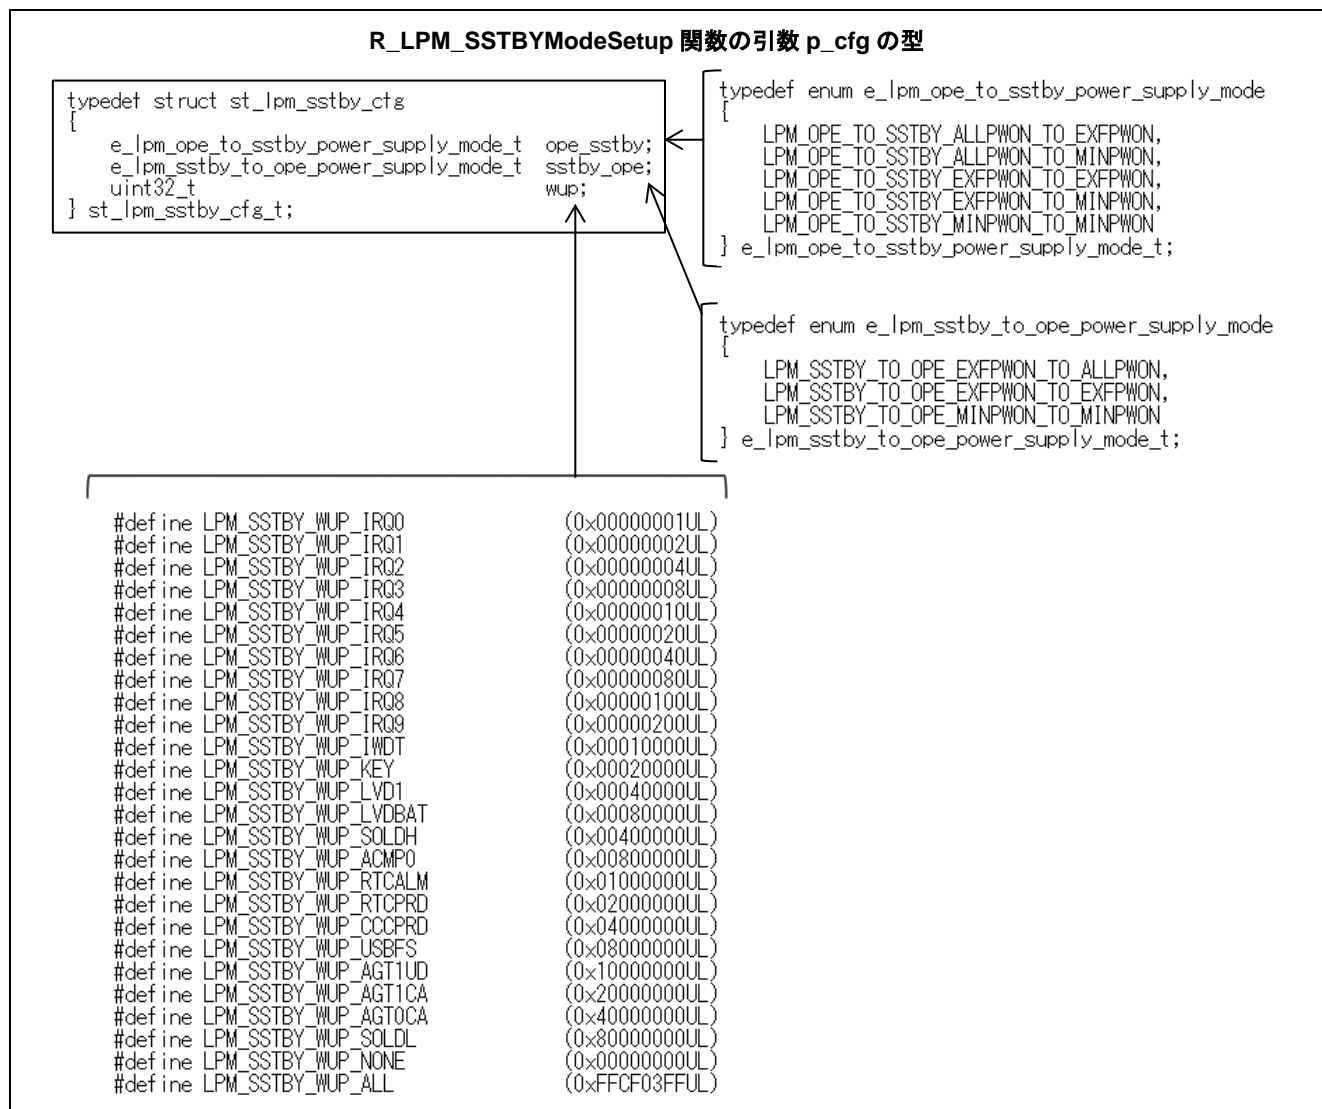 R_LPM_SSTBYModeSetup 関数の引数 p_cfg の型
typedef struct st_lpm_sstby_cfg
{
e_lpm_ope_to_sstby_power_supply_mode_t ope_sstby;
e_lpm_sstby_to_ope_power_supply_mode_t sstby_ope;
uint32_t wup;
} st_lpm_sstby_cfg_t;
typedef enum e_lpm_ope_to_sstby_power_supply_mode
{
LPM_OPE_TO_SSTBY_ALLPWON_TO_EXFPWON,
LPM_OPE_TO_SSTBY_ALLPWON_TO_MINPWON,
LPM_OPE_TO_SSTBY_EXFPWON_TO_EXFPWON,
LPM_OPE_TO_SSTBY_EXFPWON_TO_MINPWON,
LPM_OPE_TO_SSTBY_MINPWON_TO_MINPWON
} e_lpm_ope_to_sstby_power_supply_mode_t;
typedef enum e_lpm_sstby_to_ope_power_supply_mode
{
LPM_SSTBY_TO_OPE_EXFPWON_TO_ALLPWON,
LPM_SSTBY_TO_OPE_EXFPWON_TO_EXFPWON,
LPM_SSTBY_TO_OPE_MINPWON_TO_MINPWON
} e_lpm_sstby_to_ope_power_supply_mode_t;
#define LPM_SSTBY_WUP_IRQ0 (0x00000001UL)
#define LPM_SSTBY_WUP_IRQ1 (0x00000002UL)
#define LPM_SSTBY_WUP_IRQ2 (0x00000004UL)
#define LPM_SSTBY_WUP_IRQ3 (0x00000008UL)
#define LPM_SSTBY_WUP_IRQ4 (0x00000010UL)
#define LPM_SSTBY_WUP_IRQ5 (0x00000020UL)
#define LPM_SSTBY_WUP_IRQ6 (0x00000040UL)
#define LPM_SSTBY_WUP_IRQ7 (0x00000080UL)
#define LPM_SSTBY_WUP_IRQ8 (0x00000100UL)
#define LPM_SSTBY_WUP_IRQ9 (0x00000200UL)
#define LPM_SSTBY_WUP_IWDT (0x00010000UL)
#define LPM_SSTBY_WUP_KEY (0x00020000UL)
#define LPM_SSTBY_WUP_LVD1 (0x00040000UL)
#define LPM_SSTBY_WUP_LVDBAT (0x00080000UL)
#define LPM_SSTBY_WUP_SOLDH (0x00400000UL)
#define LPM_SSTBY_WUP_ACMP0 (0x00800000UL)
#define LPM_SSTBY_WUP_RTCALM (0x01000000UL)
#define LPM_SSTBY_WUP_RTCPRD (0x02000000UL)
#define LPM_SSTBY_WUP_CCCPRD (0x04000000UL)
#define LPM_SSTBY_WUP_USBFS (0x08000000UL)
#define LPM_SSTBY_WUP_AGT1UD (0x10000000UL)
#define LPM_SSTBY_WUP_AGT1CA (0x20000000UL)
#define LPM_SSTBY_WUP_AGT0CA (0x40000000UL)
#define LPM_SSTBY_WUP_SOLDL (0x80000000UL)
#define LPM_SSTBY_WUP_NONE (0x00000000UL)
#define LPM_SSTBY_WUP_ALL (0xFFCF03FFUL)